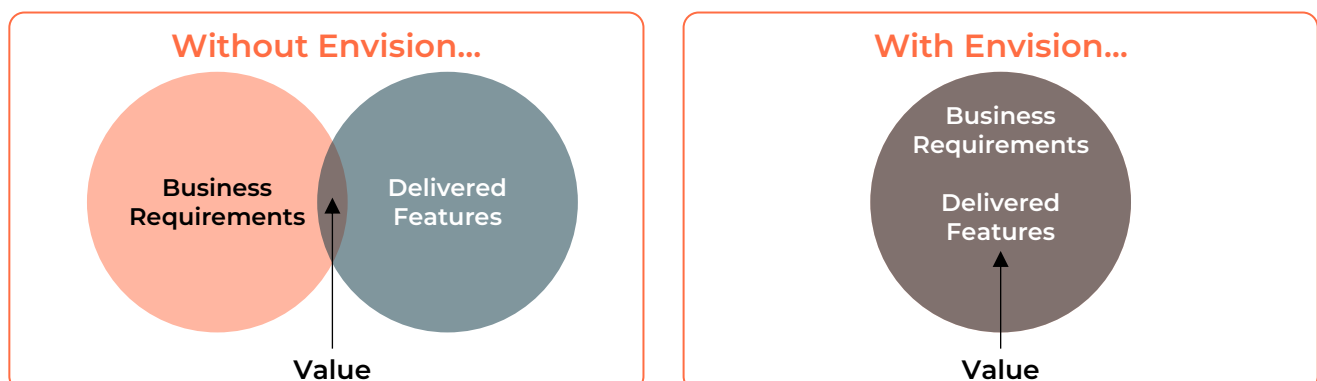 Without Envision...
Business
Requirements
Delivered
Features
Value
With Envision...
Business
Requirements
Delivered
Features
Value